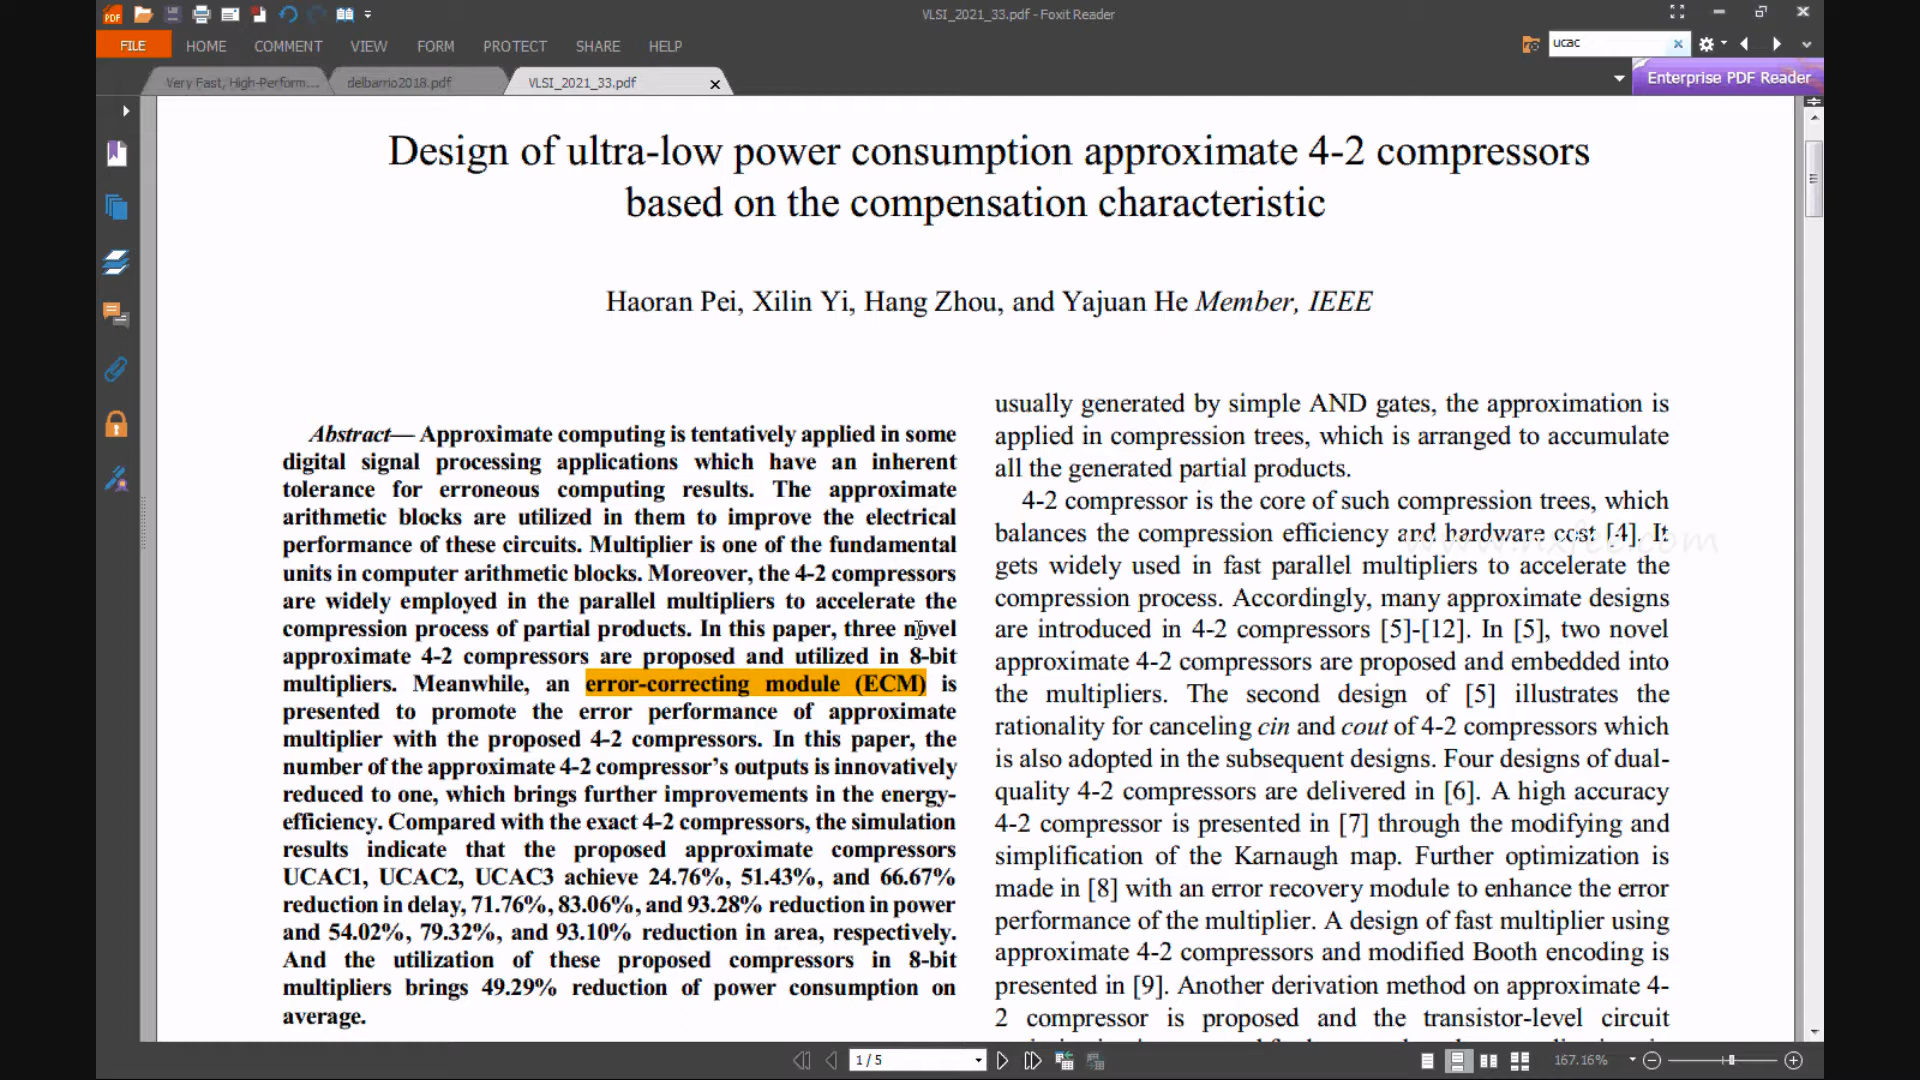 VLSI_2021_33.pdf - Foxit Reader
FILE HOME COMMENT VIEW FORM PROTECT SHARE HELP
ucac
Very Fast, High-Perform... delbarrio2018.pdf VLSI_2021_33.pdf
Enterprise PDF Reader
Design of ultra-low power consumption approximate 4-2 compressors
based on the compensation characteristic
Haoran Pei, Xilin Yi, Hang Zhou, and Yajuan He Member, IEEE
Abstract— Approximate computing is tentatively applied in some
digital signal processing applications which have an inherent
tolerance for erroneous computing results. The approximate
arithmetic blocks are utilized in them to improve the electrical
performance of these circuits. Multiplier is one of the fundamental
units in computer arithmetic blocks. Moreover, the 4-2 compressors
are widely employed in the parallel multipliers to accelerate the
compression process of partial products. In this paper, three novel
approximate 4-2 compressors are proposed and utilized in 8-bit
multipliers. Meanwhile, an error-correcting module (ECM) is
presented to promote the error performance of approximate
multiplier with the proposed 4-2 compressors. In this paper, the
number of the approximate 4-2 compressor’s outputs is innovatively
reduced to one, which brings further improvements in the energy-
efficiency. Compared with the exact 4-2 compressors, the simulation
results indicate that the proposed approximate compressors
UCAC1, UCAC2, UCAC3 achieve 24.76%, 51.43%, and 66.67%
reduction in delay, 71.76%, 83.06%, and 93.28% reduction in power
and 54.02%, 79.32%, and 93.10% reduction in area, respectively.
And the utilization of these proposed compressors in 8-bit
multipliers brings 49.29% reduction of power consumption on
average.
usually generated by simple AND gates, the approximation is
applied in compression trees, which is arranged to accumulate
all the generated partial products.
4-2 compressor is the core of such compression trees, which
balances the compression efficiency and hardware cost [4]. It
gets widely used in fast parallel multipliers to accelerate the
compression process. Accordingly, many approximate designs
are introduced in 4-2 compressors [5]-[12]. In [5], two novel
approximate 4-2 compressors are proposed and embedded into
the multipliers. The second design of [5] illustrates the
rationality for canceling cin and cout of 4-2 compressors which
is also adopted in the subsequent designs. Four designs of dual-
quality 4-2 compressors are delivered in [6]. A high accuracy
4-2 compressor is presented in [7] through the modifying and
simplification of the Karnaugh map. Further optimization is
made in [8] with an error recovery module to enhance the error
performance of the multiplier. A design of fast multiplier using
approximate 4-2 compressors and modified Booth encoding is
presented in [9]. Another derivation method on approximate 4-
2 compressor is proposed and the transistor-level circuit
1 / 5
167.16%